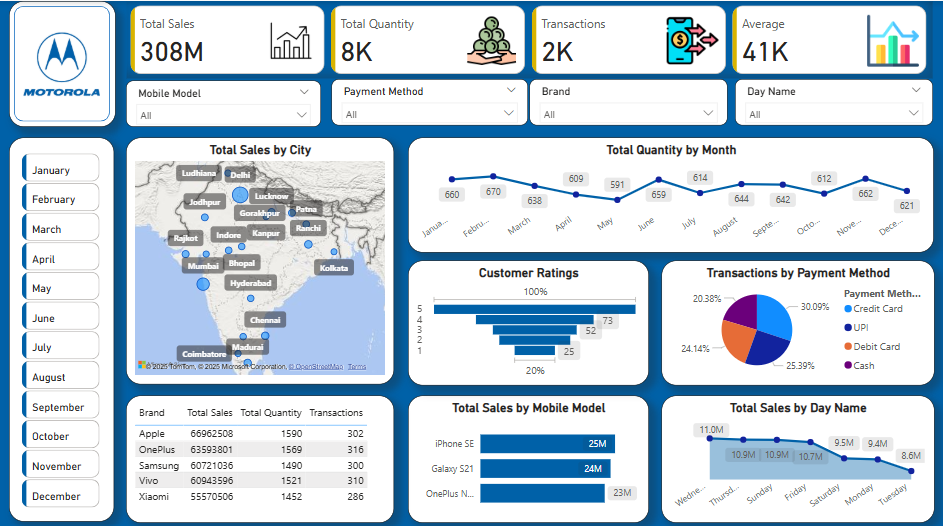 MOTOROLA
Total Sales
308M
Total Quantity
8K
Transactions
2K
Average
41K
Mobile Model
All
Payment Method
All
Brand
All
Day Name
All
January
February
March
April
May
June
July
August
September
October
November
December
Total Sales by City
Ludhiana
Delhi
Jodhpur
Lucknow
Gorakhpur
Patna
Rajkot
Indore
Kanpur
Ranchi
Mumbai
Bhopal
Kolkata
Hyderabad
Chennai
Coimbatore
Madurai
© 2025 TomTom, © 2025 Microsoft Corporation, © OpenStreetMap Terms
Total Quantity by Month
660
670
638
609
591
659
614
644
642
612
662
621
Janua...
Febru...
March
April
May
June
July
August
Septe...
Octo...
Nove...
Dece...
Customer Ratings
100%
5
4 73
3 52
2
1 25
20%
Transactions by Payment Method
20.38%
30.09%
24.14%
25.39%
Payment Meth...
Credit Card
UPI
Debit Card
Cash
Brand Total Sales Total Quantity Transactions
Apple 66962508 1590 302
OnePlus 63593801 1569 316
Samsung 60721036 1490 300
Vivo 60943596 1521 310
Xiaomi 55570506 1452 286
Total Sales by Mobile Model
iPhone SE 25M
Galaxy S21 24M
OnePlus N... 23M
Total Sales by Day Name
11.0M
10.9M
10.9M
10.7M
9.5M
9.4M
8.6M
Wedne...
Thursd...
Sunday
Friday
Saturday
Monday
Tuesday